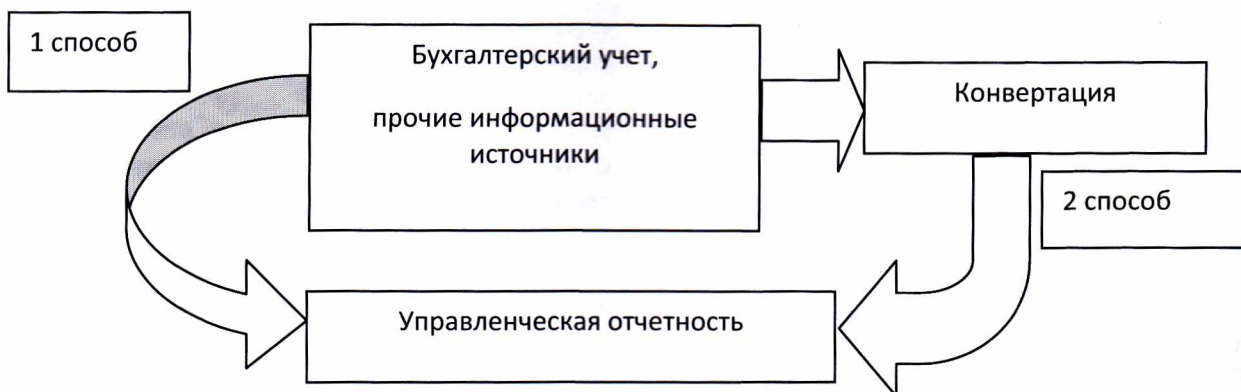 1 способ
Бухгалтерский учет,
прочие информационные
источники
Конвертация
2 способ
Управленческая отчетность